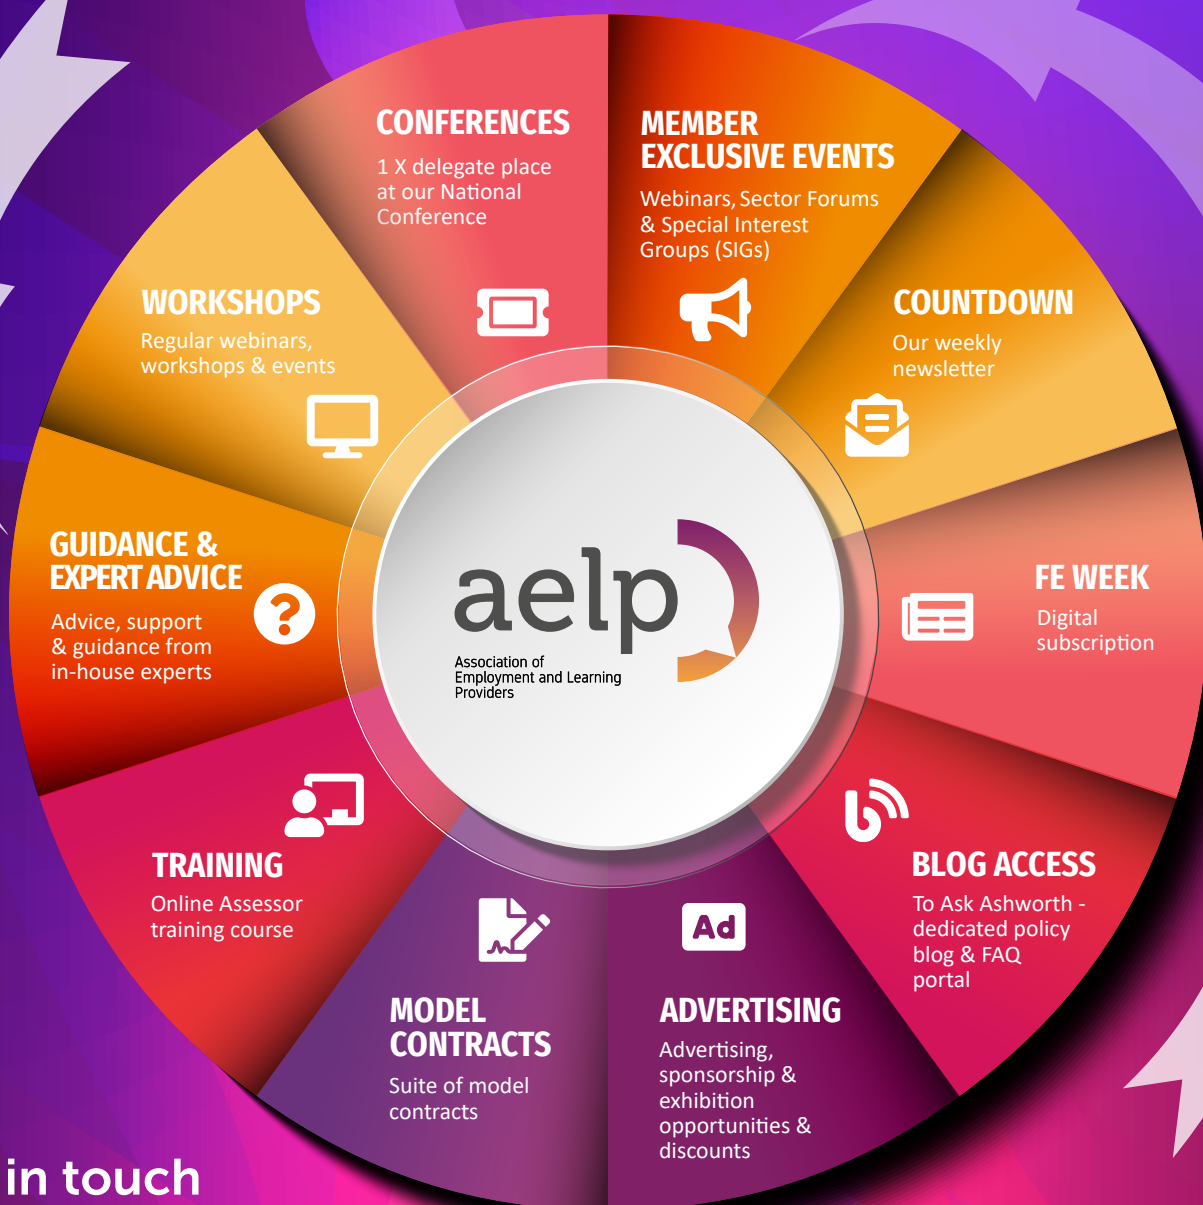 CONFERENCES
1 X delegate place
at our National
Conference
MEMBER
EXCLUSIVE EVENTS
Webinars, Sector Forums
& Special Interest
Groups (SIGs)
WORKSHOPS
Regular webinars,
workshops & events
COUNTDOWN
Our weekly
newsletter
GUIDANCE &
EXPERT ADVICE
Advice, support
& guidance from
in-house experts
?
aelp
Association of
Employment and Learning
Providers
FE WEEK
Digital
subscription
TRAINING
Online Assessor
training course
BLOG ACCESS
To Ask Ashworth -
dedicated policy
blog & FAQ
portal
MODEL
CONTRACTS
Suite of model
contracts
Ad
ADVERTISING
Advertising,
sponsorship &
exhibition
opportunities &
discounts
in touch